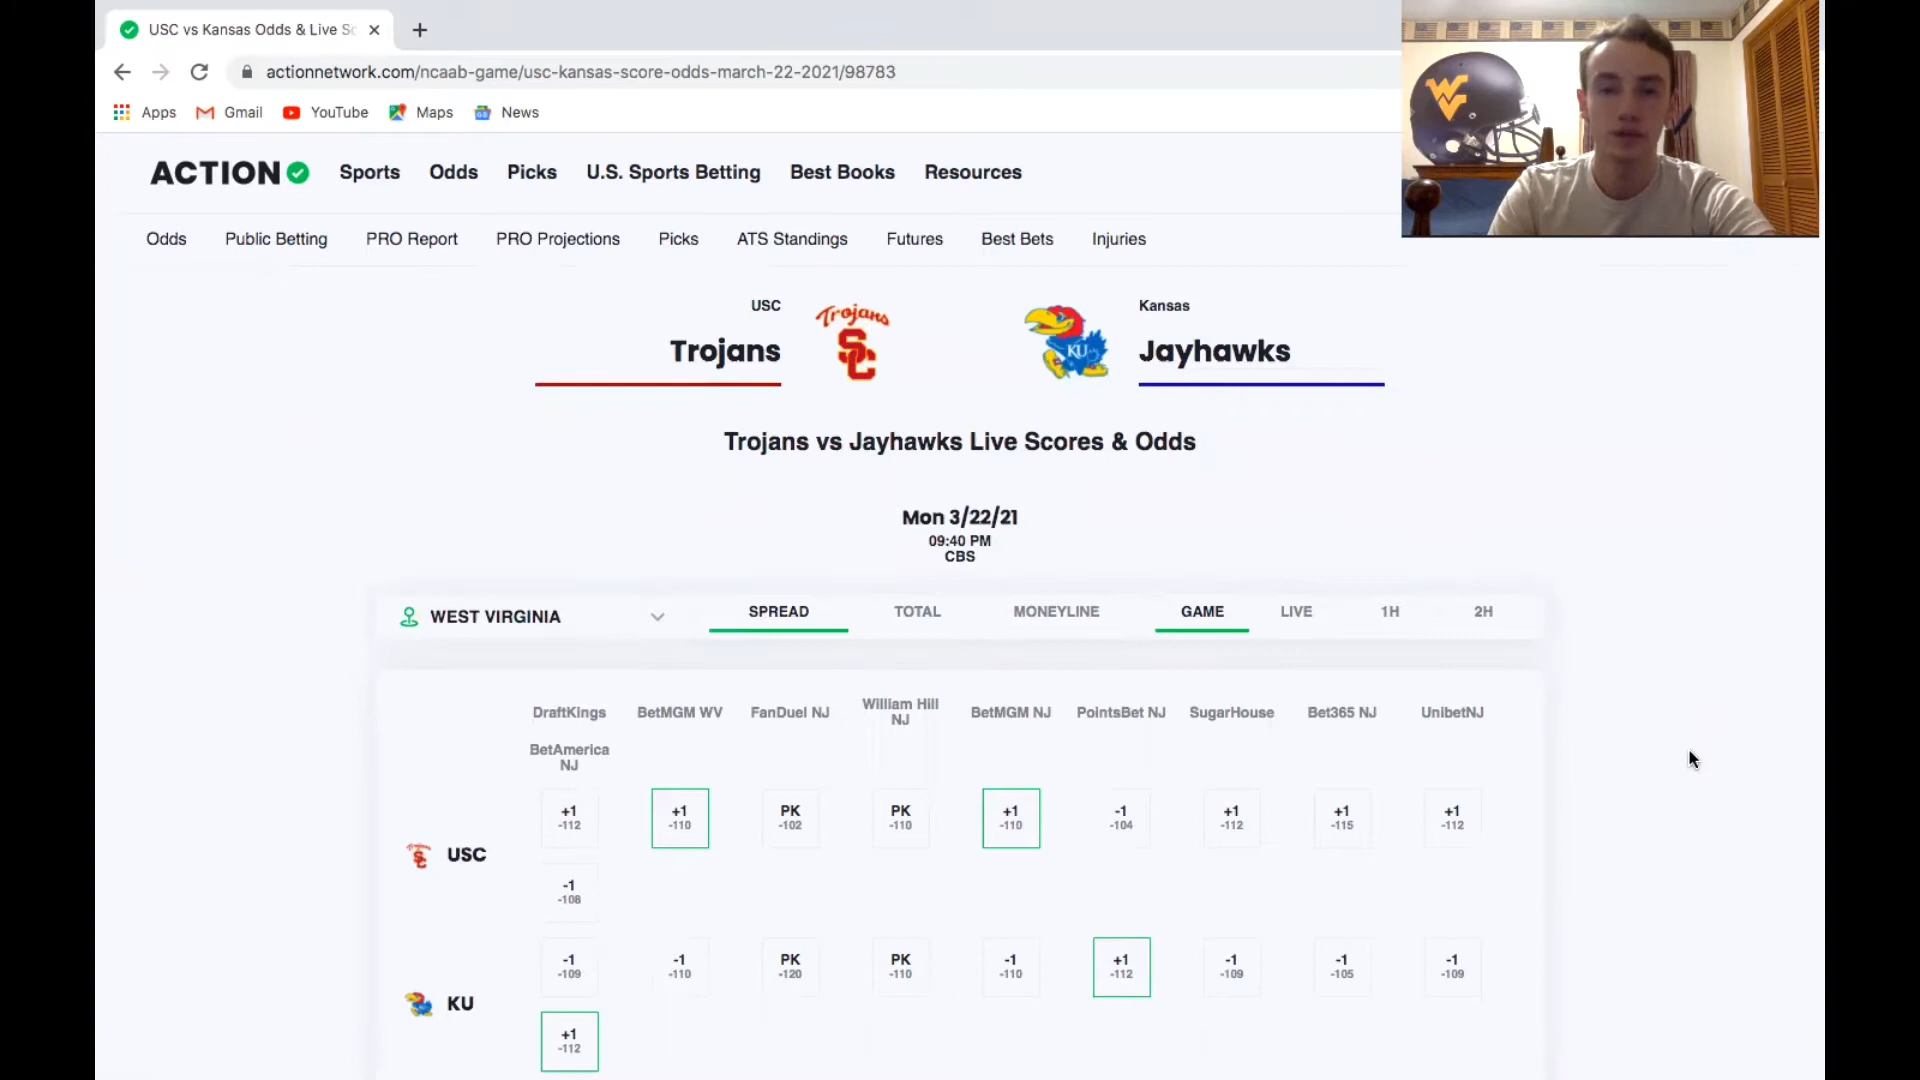 USC vs Kansas Odds & Live Sc
actionnetwork.com/ncaab-game/usc-kansas-score-odds-march-22-2021/98783
Apps Gmail YouTube Maps News
ACTION Sports Odds Picks U.S. Sports Betting Best Books Resources
Odds Public Betting PRO Report PRO Projections Picks ATS Standings Futures Best Bets Injuries
USC Trojans Kansas
Trojans SC KU Jayhawks
Trojans vs Jayhawks Live Scores & Odds
Mon 3/22/21
09:40 PM
CBS
WEST VIRGINIA SPREAD TOTAL MONEYLINE GAME LIVE 1H 2H
DraftKings BetMGM WV FanDuel NJ William Hill NJ BetMGM NJ PointsBet NJ SugarHouse Bet365 NJ UnibetNJ
BetAmerica NJ
+1 +1 PK PK +1 -1 +1 +1 +1
-112 -110 -102 -110 -110 -104 -112 -115 -112
USC
-1
-108
-1 -1 PK PK -1 +1 -1 -1 -1
-109 -110 -120 -110 -110 -112 -109 -105 -109
KU
+1
-112
WV